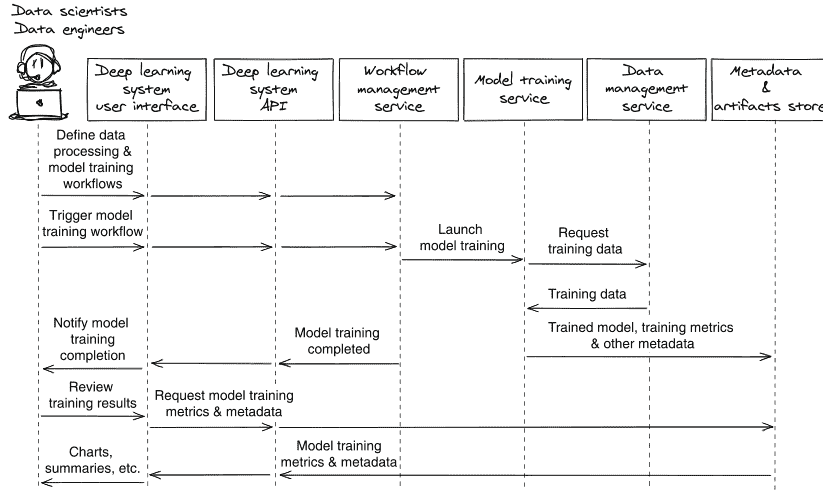 Data scientists
Data engineers
Deep learning
system
user interface
Deep learning
system
API
Workflow
management
service
Model training
service
Data
management
service
Metadata
&
artifacts store
Define data
processing &
model training
workflows
Trigger model
training workflow
Launch
model training
Request
training data
Training data
Trained model, training metrics
& other metadata
Notify model
training
completion
Model training
completed
Review
training results
Request model training
metrics & metadata
Charts,
summaries, etc.
Model training
metrics & metadata